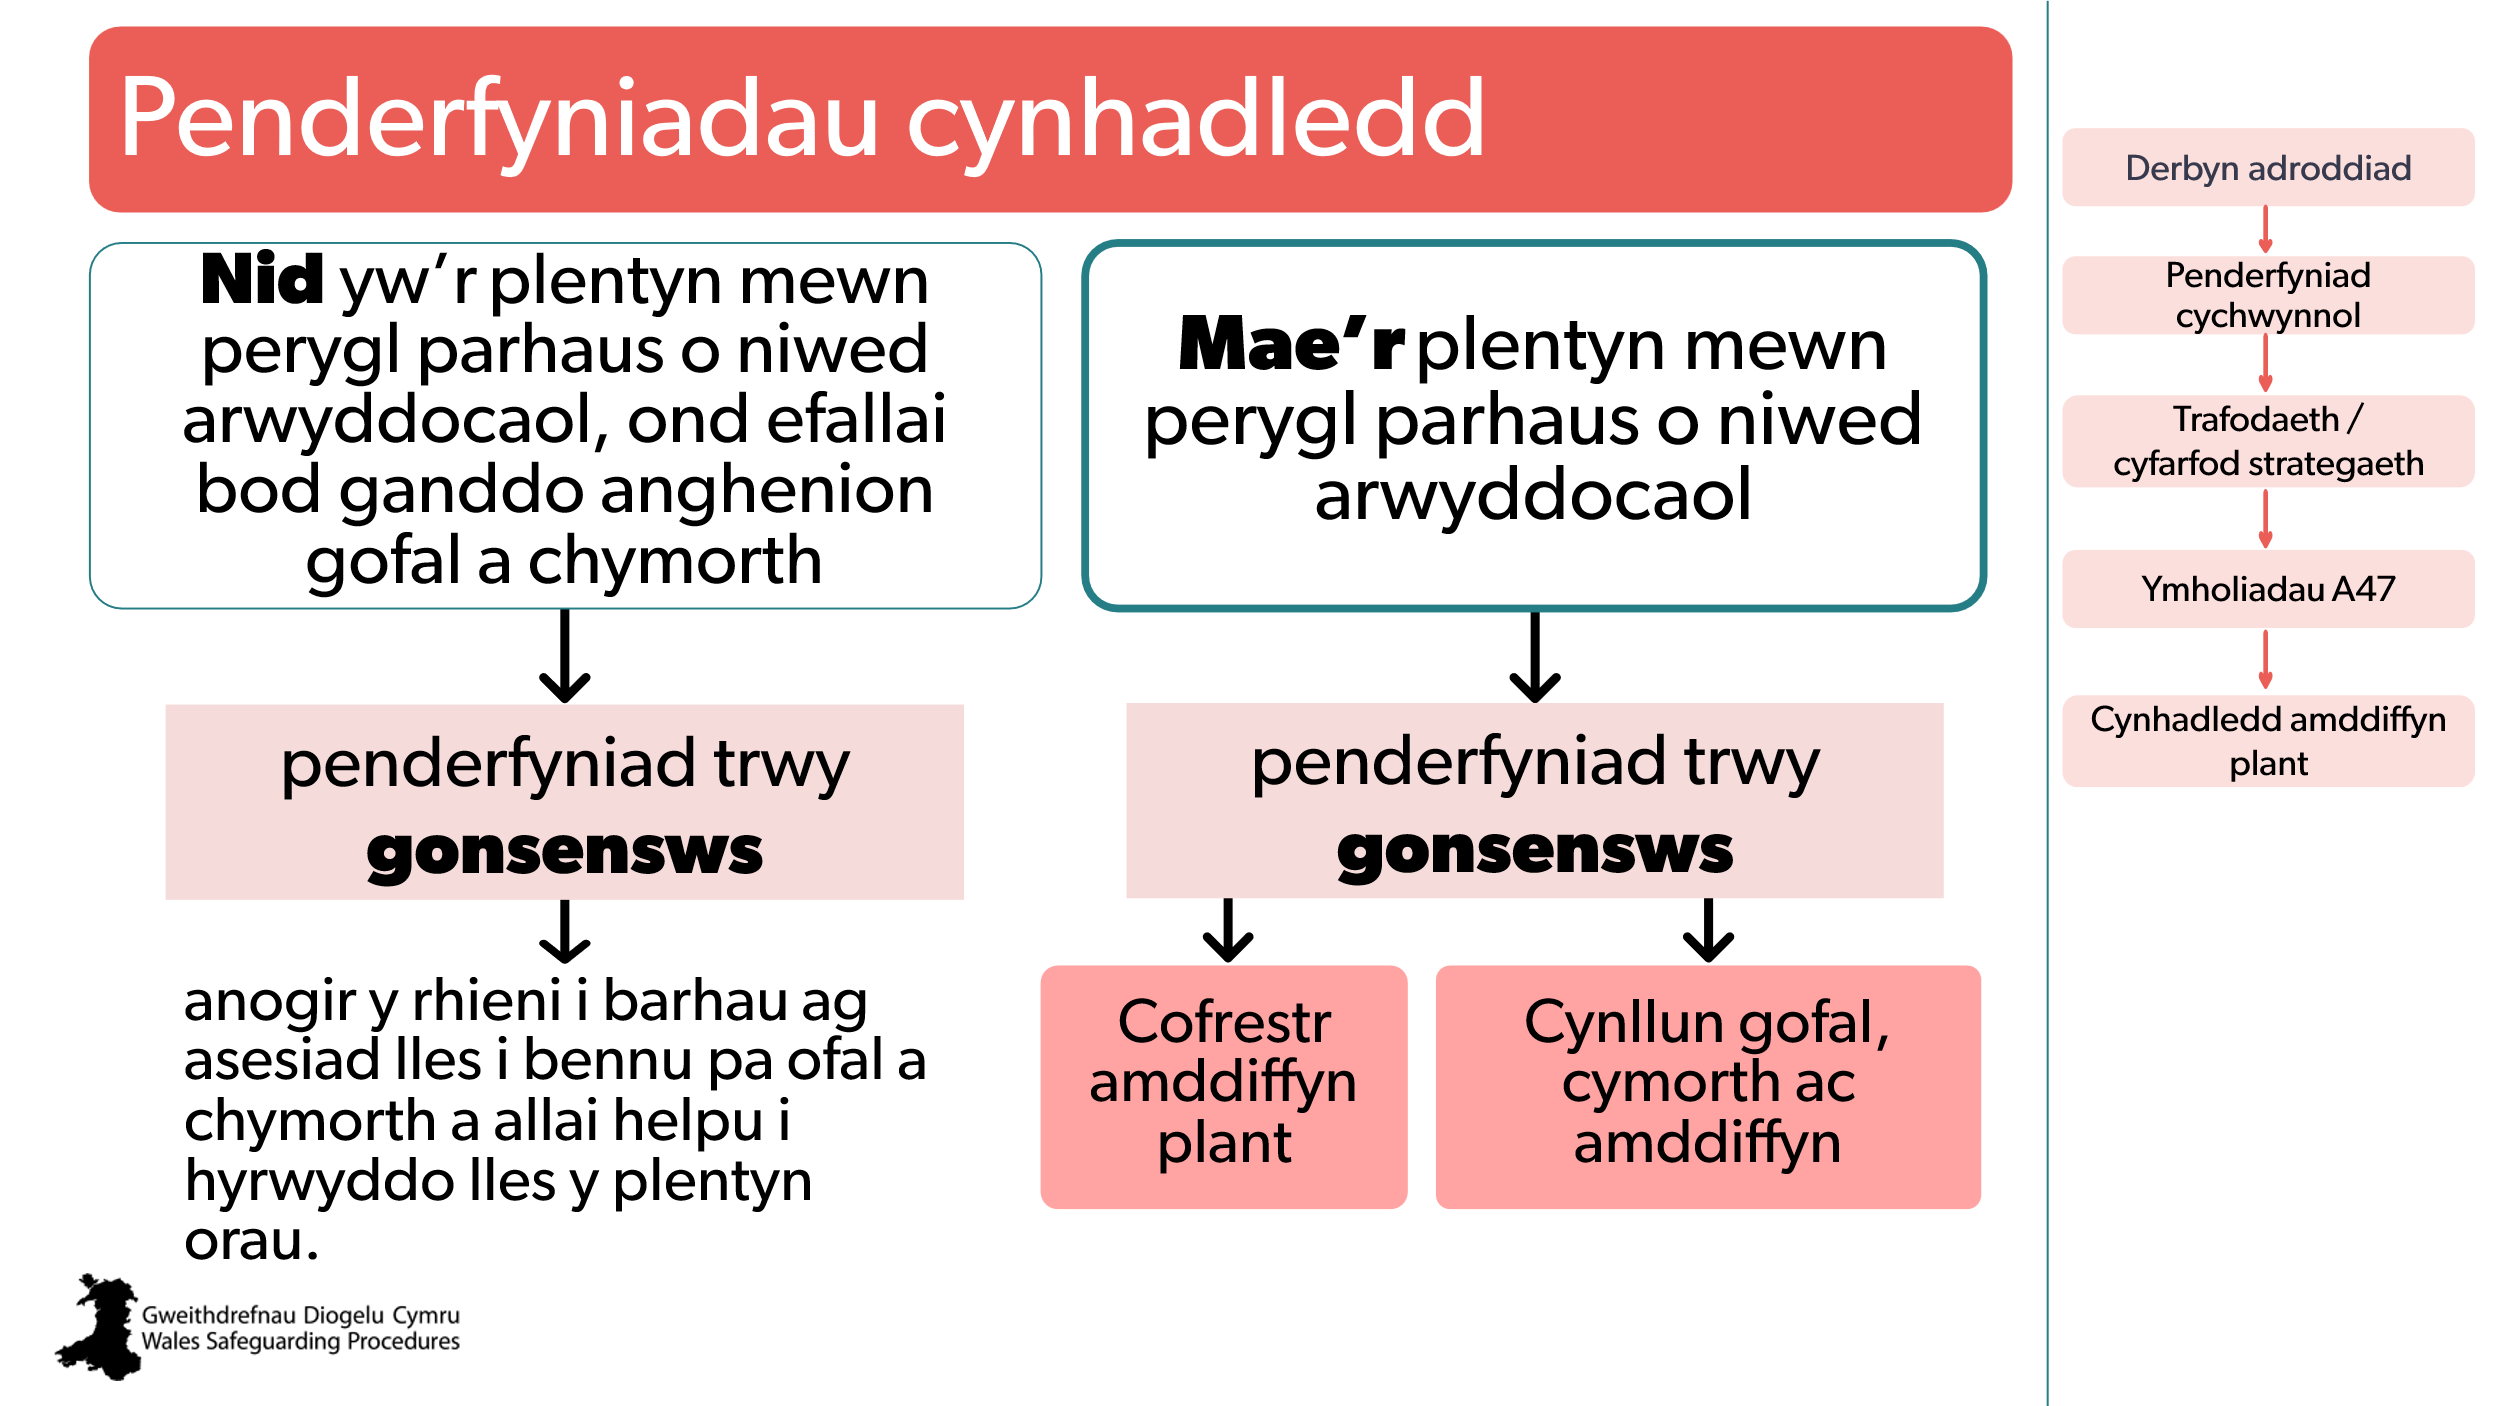 Penderfyniadau cynhadledd
Nid yw'r plentyn mewn
perygl parhaus o niwed
arwyddocaol, ond efallai
bod ganddo anghenion
gofal a chymorth
penderfyniad trwy
gonsensws
anogir y rhieni i barhau ag
asesiad lles i bennu pa ofal a
chymorth a allai helpu i
hyrwyddo lles y plentyn
orau.
Mae'r plentyn mewn
perygl parhaus o niwed
arwyddocaol
penderfyniad trwy
gonsensws
Cofrestr
amddiffyn
plant
Cynllun gofal,
cymorth ac
amddiffyn
Derbyn adroddiad
Penderfyniad
cychwynnol
Trafodaeth /
cyfarfod strategaeth
Ymholiadau A47
Cynhadledd amddiffyn
plant
Gweithdrefnau Diogelu Cymru
Wales Safeguarding Procedures